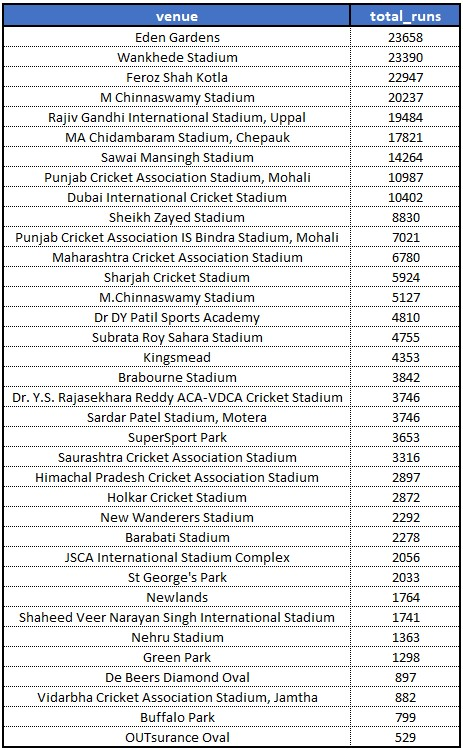 venue total_runs
Eden Gardens 23658
Wankhede Stadium 23390
Feroz Shah Kotla 22947
M Chinnaswamy Stadium 20237
Rajiv Gandhi International Stadium, Uppal 19484
MA Chidambaram Stadium, Chepauk 17821
Sawai Mansingh Stadium 14264
Punjab Cricket Association Stadium, Mohali 10987
Dubai International Cricket Stadium 10402
Sheikh Zayed Stadium 8830
Punjab Cricket Association IS Bindra Stadium, Mohali 7021
Maharashtra Cricket Association Stadium 6780
Sharjah Cricket Stadium 5924
M.Chinnaswamy Stadium 5127
Dr DY Patil Sports Academy 4810
Subrata Roy Sahara Stadium 4755
Kingsmead 4353
Brabourne Stadium 3842
Dr. Y.S. Rajasekhara Reddy ACA-VDCA Cricket Stadium 3746
Sardar Patel Stadium, Motera 3746
SuperSport Park 3653
Saurashtra Cricket Association Stadium 3316
Himachal Pradesh Cricket Association Stadium 2897
Holkar Cricket Stadium 2872
New Wanderers Stadium 2292
Barabati Stadium 2278
JSCA International Stadium Complex 2056
St George's Park 2033
Newlands 1764
Shaheed Veer Narayan Singh International Stadium 1741
Nehru Stadium 1363
Green Park 1298
De Beers Diamond Oval 897
Vidarbha Cricket Association Stadium, Jamtha 882
Buffalo Park 799
OUTsurance Oval 529